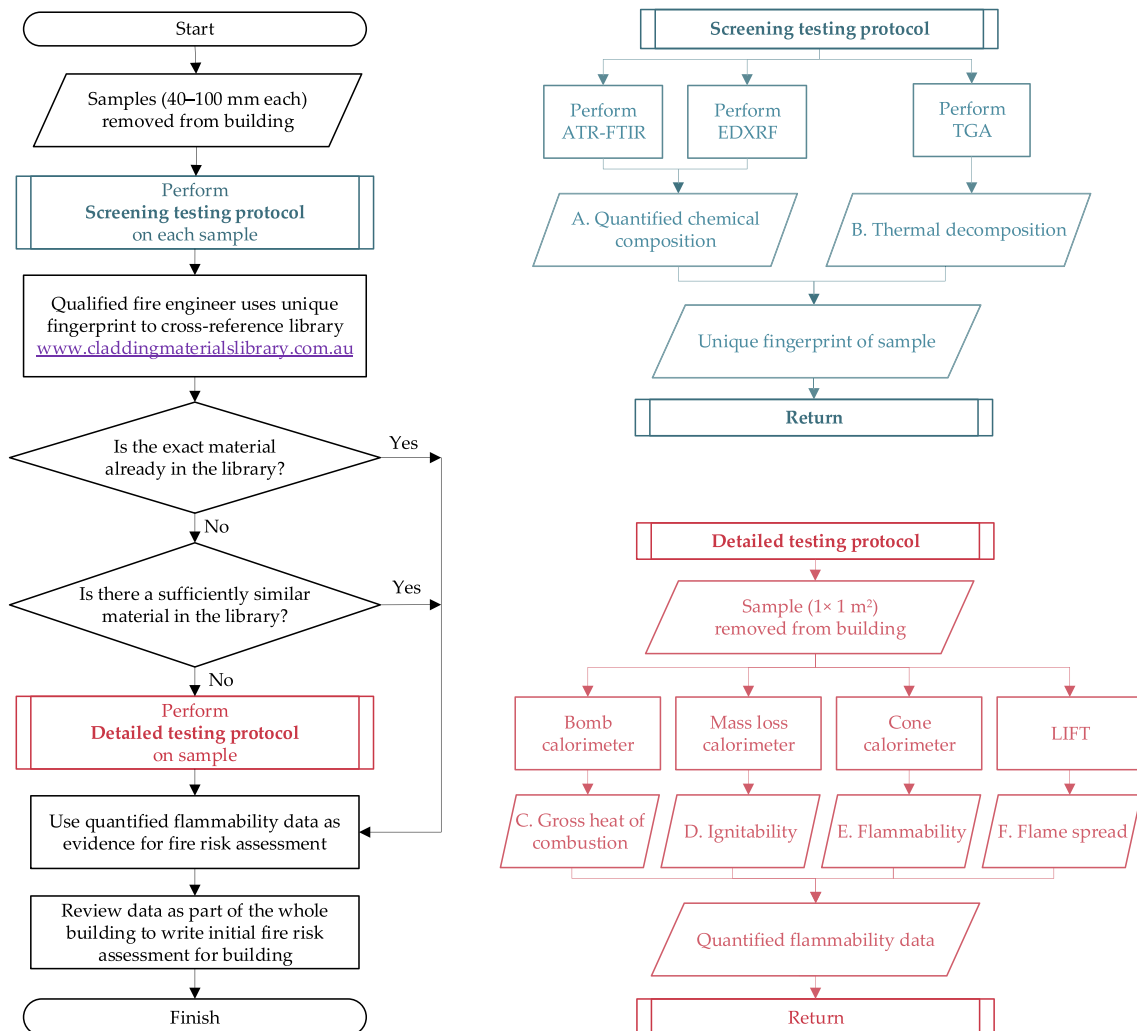 Start
Samples (40–100 mm each)
removed from building
Perform
Screening testing protocol
on each sample
Qualified fire engineer uses unique
fingerprint to cross-reference library
www.claddingmaterialslibrary.com.au
Is the exact material
already in the library?
Yes
No
Is there a sufficiently similar
material in the library?
Yes
No
Perform
Detailed testing protocol
on sample
Use quantified flammability data as
evidence for fire risk assessment
Review data as part of the whole
building to write initial fire risk
assessment for building
Finish
Screening testing protocol
Perform
ATR-FTIR
Perform
EDXRF
Perform
TGA
A. Quantified chemical
composition
B. Thermal decomposition
Unique fingerprint of sample
Return
Detailed testing protocol
Sample (1× 1 m²)
removed from building
Bomb
calorimeter
Mass loss
calorimeter
Cone
calorimeter
LIFT
C. Gross heat of
combustion
D. Ignitability
E. Flammability
F. Flame spread
Quantified flammability data
Return